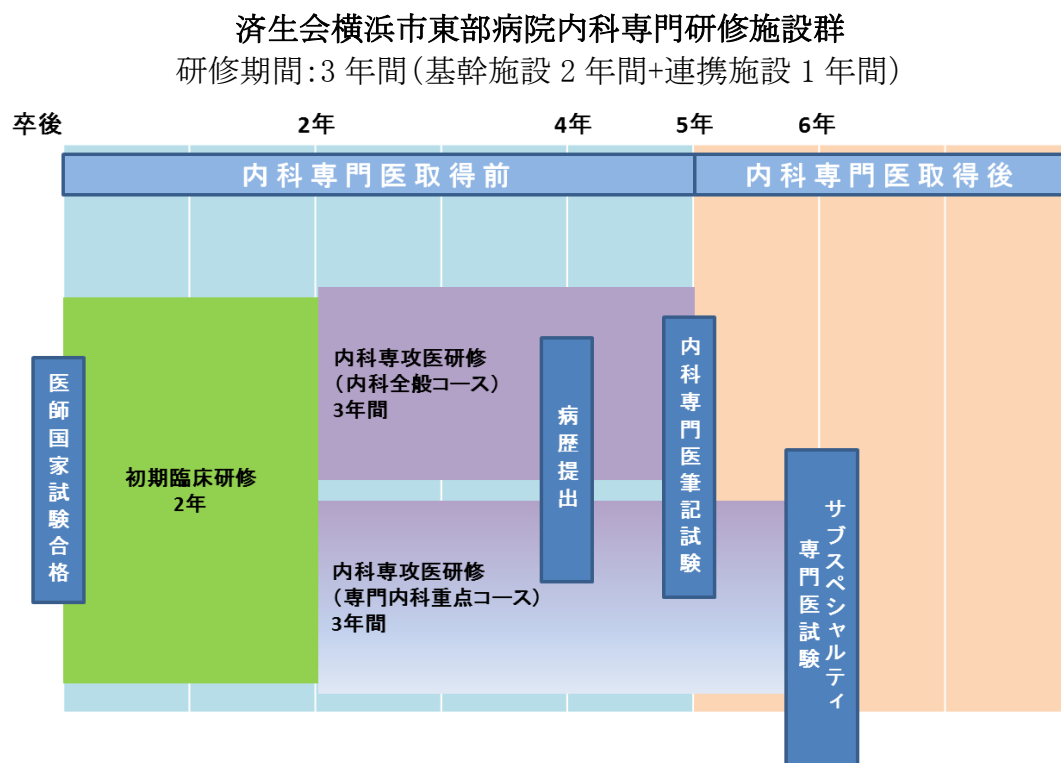 済生会横浜市東部病院内科専門研修施設群
研修期間:3年間(基幹施設2年間+連携施設1年間)
卒後
2年
4年
5年
6年
内科専門医取得前
内科専門医取得後
医師国家試験合格
初期臨床研修
2年
内科専攻医研修
(内科全般コース)
3年間
内科専攻医研修
(専門内科重点コース)
3年間
病歴提出
内科専門医筆記試験
サブスペシャルティ
専門医試験